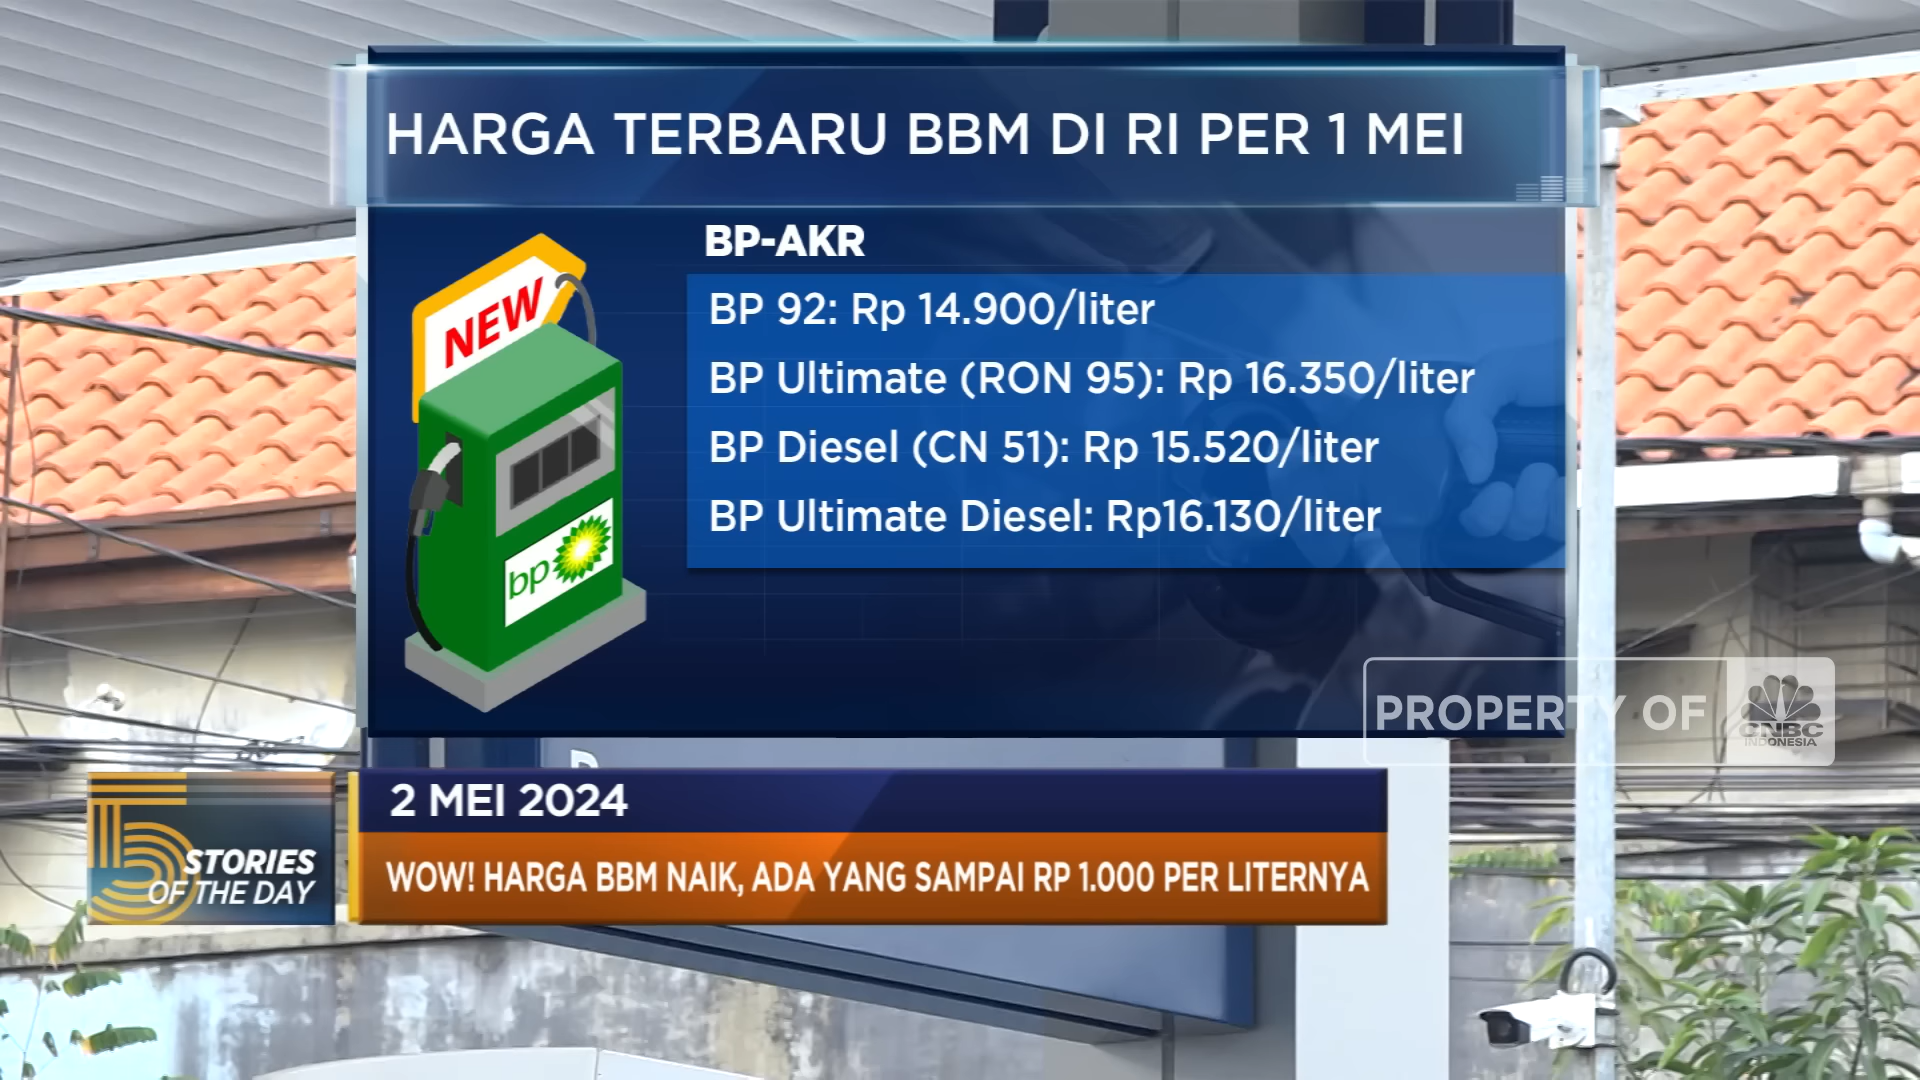 HARGA TERBARU BBM DI RI PER 1 MEI
NEW
bp
BP-AKR
BP 92: Rp 14.900/liter
BP Ultimate (RON 95): Rp 16.350/liter
BP Diesel (CN 51): Rp 15.520/liter
BP Ultimate Diesel: Rp16.130/liter
PROPERTY OF
CNBC
INDONESIA
2 MEI 2024
5 STORIES
OF THE DAY
WOW! HARGA BBM NAIK, ADA YANG SAMPAI RP 1.000 PER LITERNYA